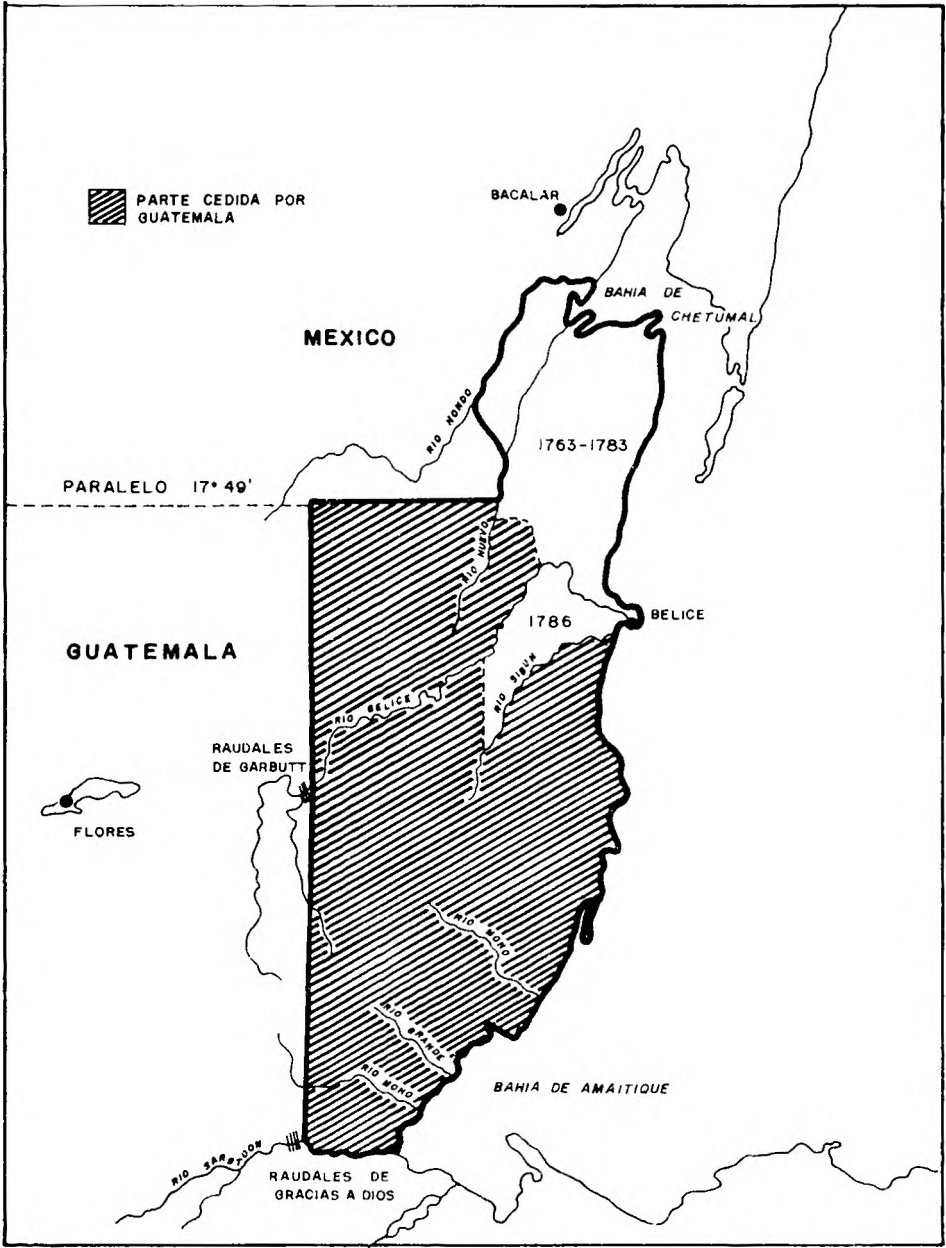 PARTE CEDIDA POR
GUATEMALA
BACALAR
BAHIA DE
CHETUMAL
MEXICO
RIO HONDO
1763-1783
PARALELO 17° 49'
RIO NUEVO
1786
BELICE
GUATEMALA
RIO SIBUN
RIO BELICE
RAUDALES
DE GARBUTT
FLORES
RIO MONO
RIO GRANDE
RIO MOHO
BAHIA DE AMAITIQUE
RIO SARSTOON
RAUDALES DE
GRACIAS A DIOS